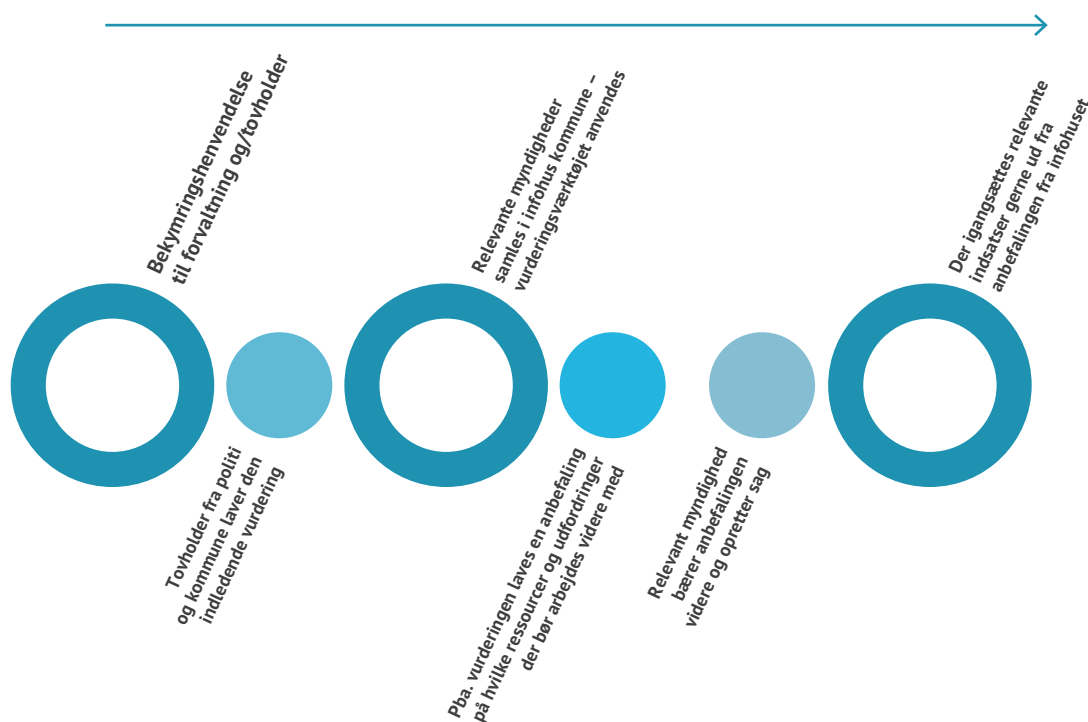 Bekymringshenvendelse
til forvaltning og/tovholder
Tovholder fra politi
og kommune laver den
indledende vurdering
Relevante myndigheder
samles i infohus kommune –
vurderingsværktøjet anvendes
Pba. vurderingen laves en anbefaling
på hvilke ressourcer og udfordringer
der bør arbejdes videre med
Relevant myndighed
bærer anbefalingen
videre og opretter sag
Der igangsættes relevante
indsatser gerne ud fra
anbefalingen fra infohuset